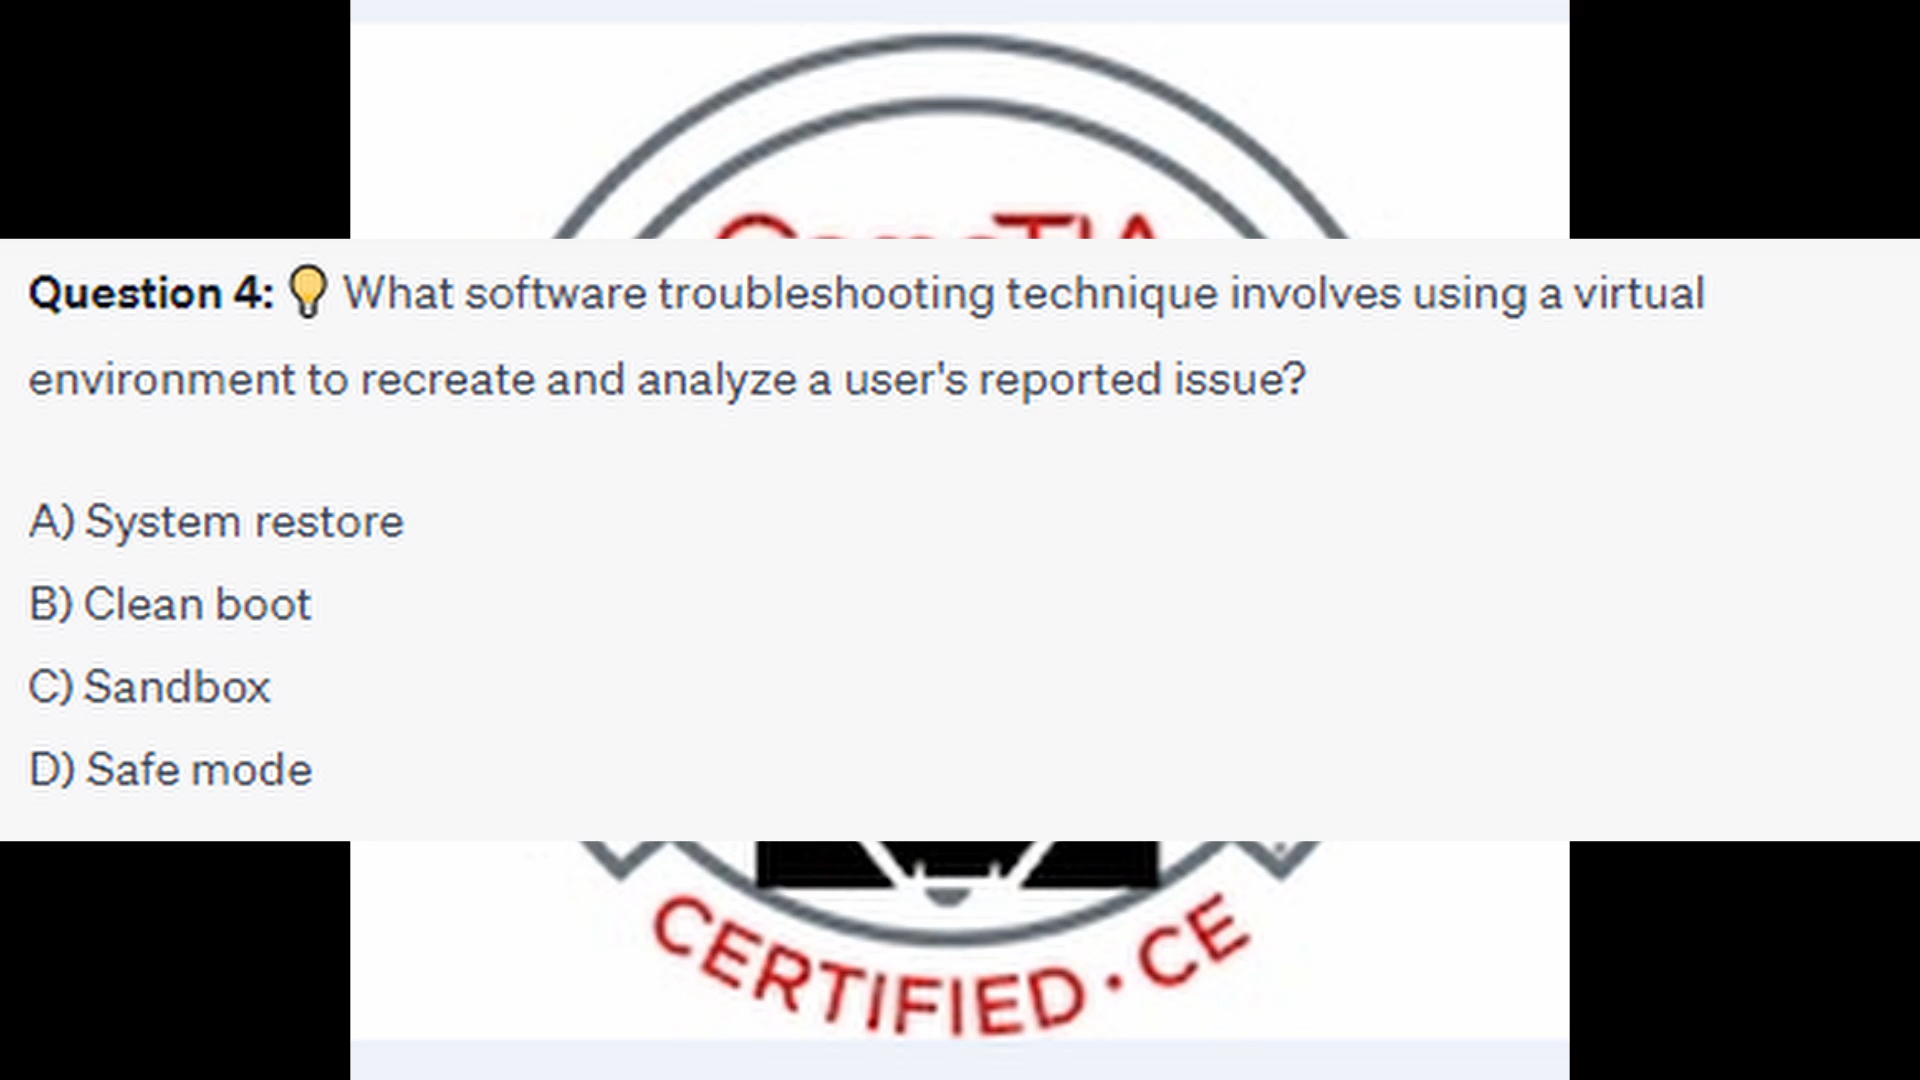 CompTIA
Question 4: 💡 What software troubleshooting technique involves using a virtual
environment to recreate and analyze a user's reported issue?
A) System restore
B) Clean boot
C) Sandbox
D) Safe mode
CERTIFIED · CE